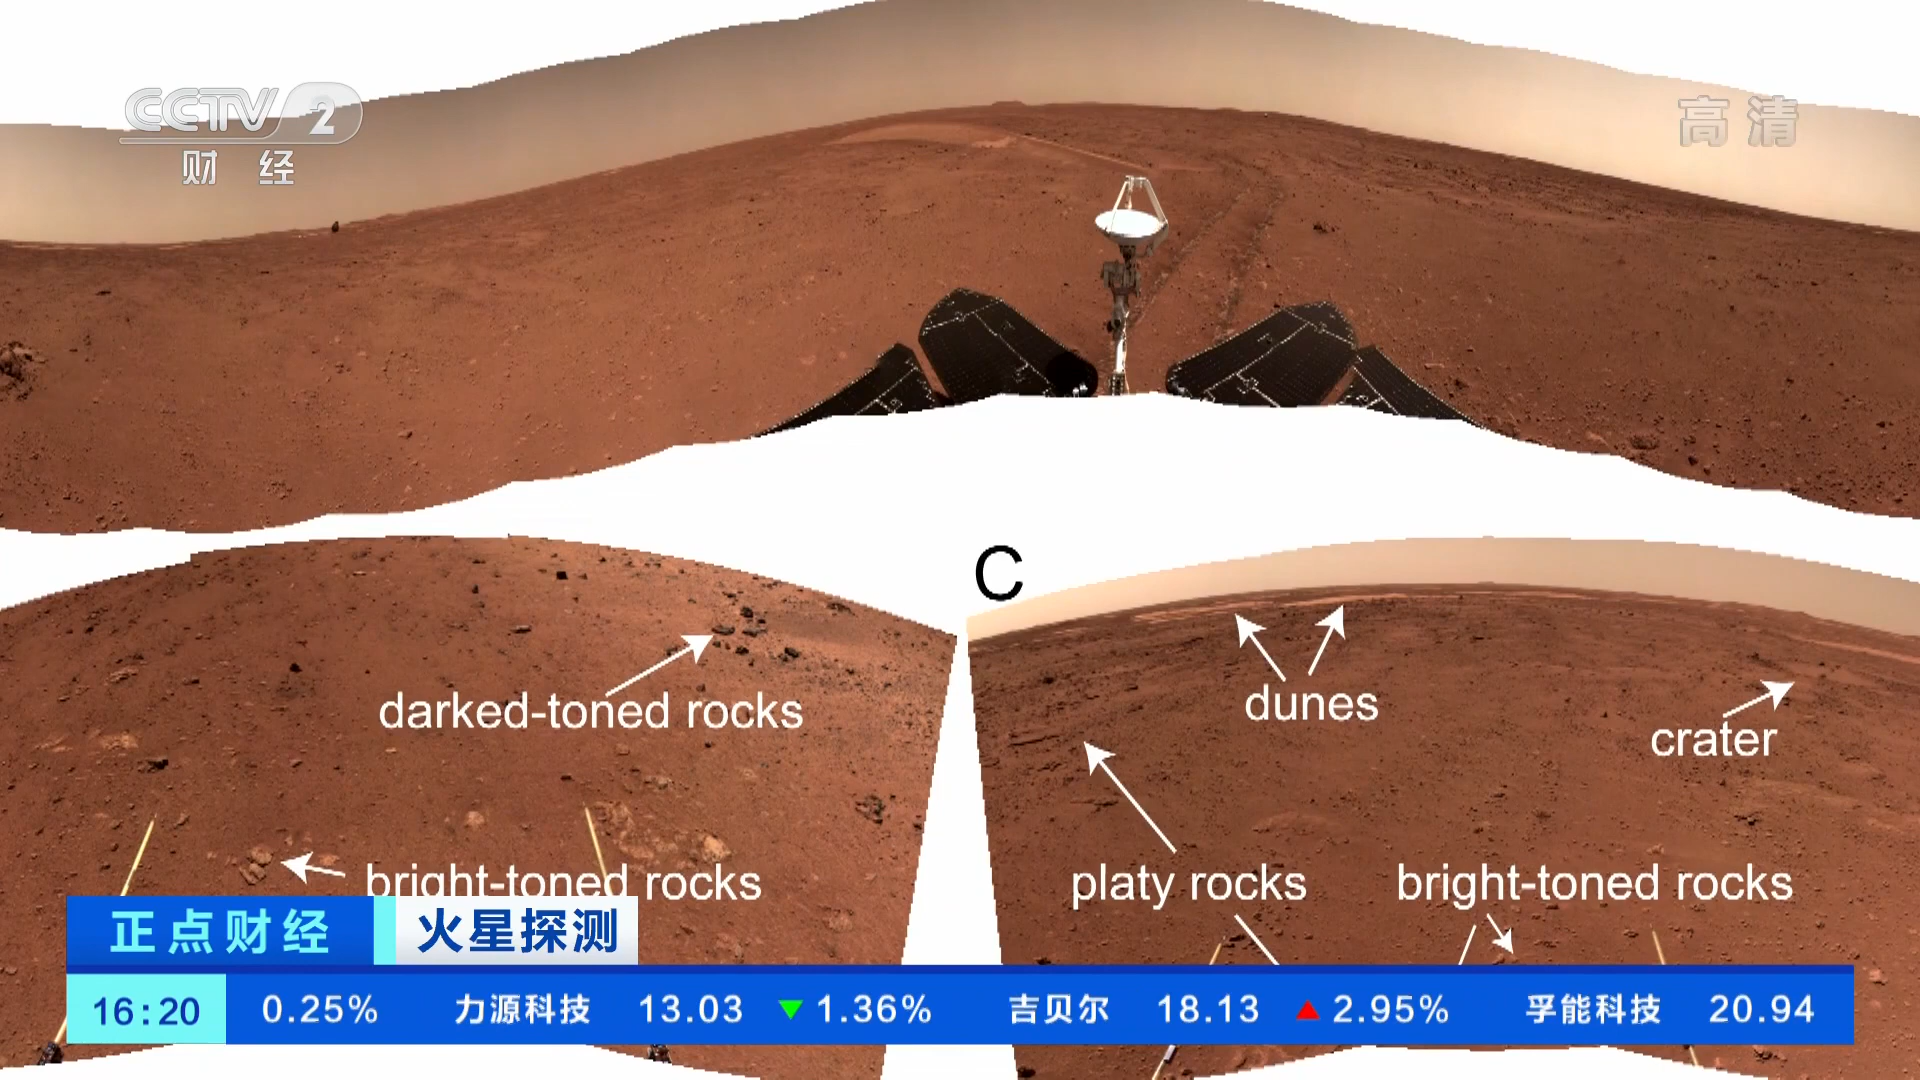 CCTV 2
财 经
高 清
C
darked-toned rocks
dunes
crater
bright-toned rocks
platy rocks
bright-toned rocks
正点财经
火星探测
16:20
0.25% 力源科技 13.03 ▼ 1.36% 吉贝尔 18.13 ▲ 2.95% 孚能科技 20.94